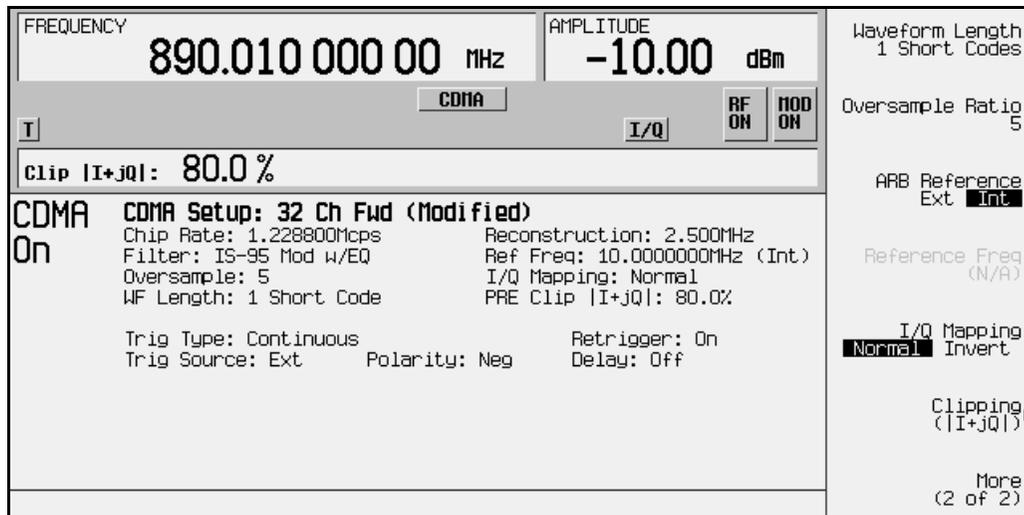 FREQUENCY
890.010 000 00 MHz
AMPLITUDE
-10.00 dBm
CDMA
T
I/Q
RF ON
MOD ON
Clip |I+jQ|: 80.0 %
CDMA On
CDMA Setup: 32 Ch Fwd (Modified)
Chip Rate: 1.228800Mcps Reconstruction: 2.500MHz
Filter: IS-95 Mod w/EQ Ref Freq: 10.0000000MHz (Int)
Oversample: 5 I/Q Mapping: Normal
WF Length: 1 Short Code PRE Clip |I+jQ|: 80.0%
Trig Type: Continuous Retrigger: On
Trig Source: Ext Polarity: Neg Delay: Off
Waveform Length
1 Short Codes
Oversample Ratio
5
ARB Reference
Ext Int
Reference Freq
(N/A)
I/Q Mapping
Normal Invert
Clipping
(|I+jQ|)
More
(2 of 2)